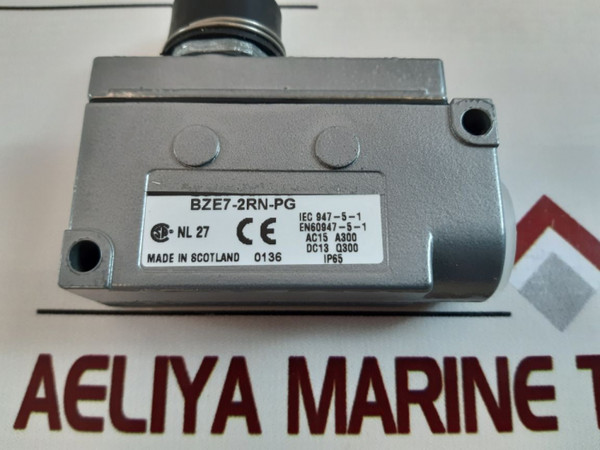 BZE7-2RN-PG
IEC 947-5-1
EN60947-5-1
NL 27
CE
AC15 A300
DC13 Q300
MADE IN SCOTLAND 0136
IP65
AELIYA MARINE T